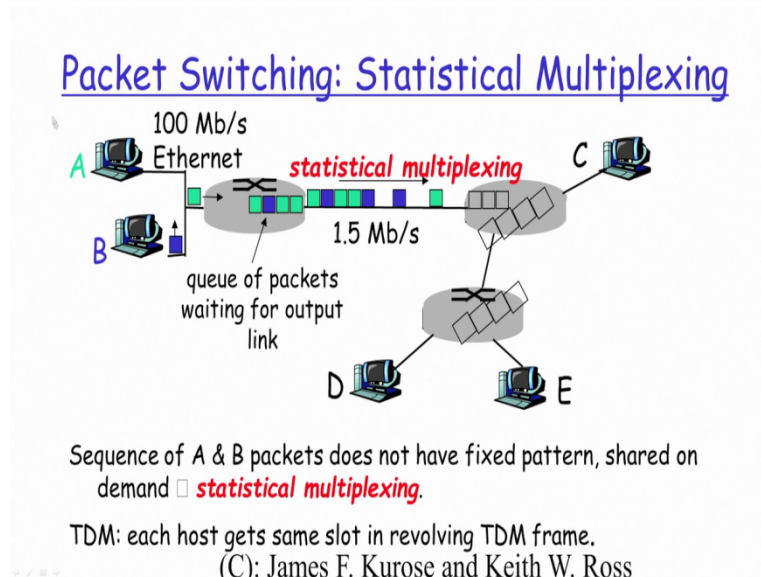 Packet Switching: Statistical Multiplexing
100 Mb/s
Ethernet
A
statistical multiplexing
C
1.5 Mb/s
B
queue of packets
waiting for output
link
D
E
Sequence of A & B packets does not have fixed pattern, shared on
demand □ statistical multiplexing.
TDM: each host gets same slot in revolving TDM frame.
(C): James F. Kurose and Keith W. Ross